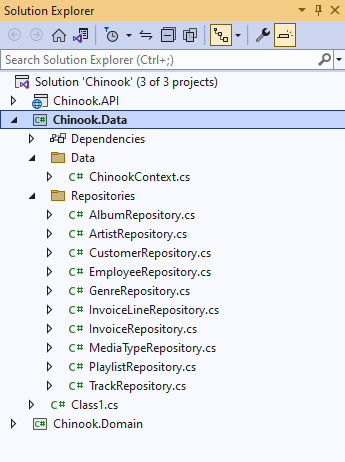 Solution Explorer
Search Solution Explorer (Ctrl+;)
Solution 'Chinook' (3 of 3 projects)
Chinook.API
C# Chinook.Data
Dependencies
Data
C# ChinookContext.cs
Repositories
C# AlbumRepository.cs
C# ArtistRepository.cs
C# CustomerRepository.cs
C# EmployeeRepository.cs
C# GenreRepository.cs
C# InvoiceLineRepository.cs
C# InvoiceRepository.cs
C# MediaTypeRepository.cs
C# PlaylistRepository.cs
C# TrackRepository.cs
C# Class1.cs
C# Chinook.Domain